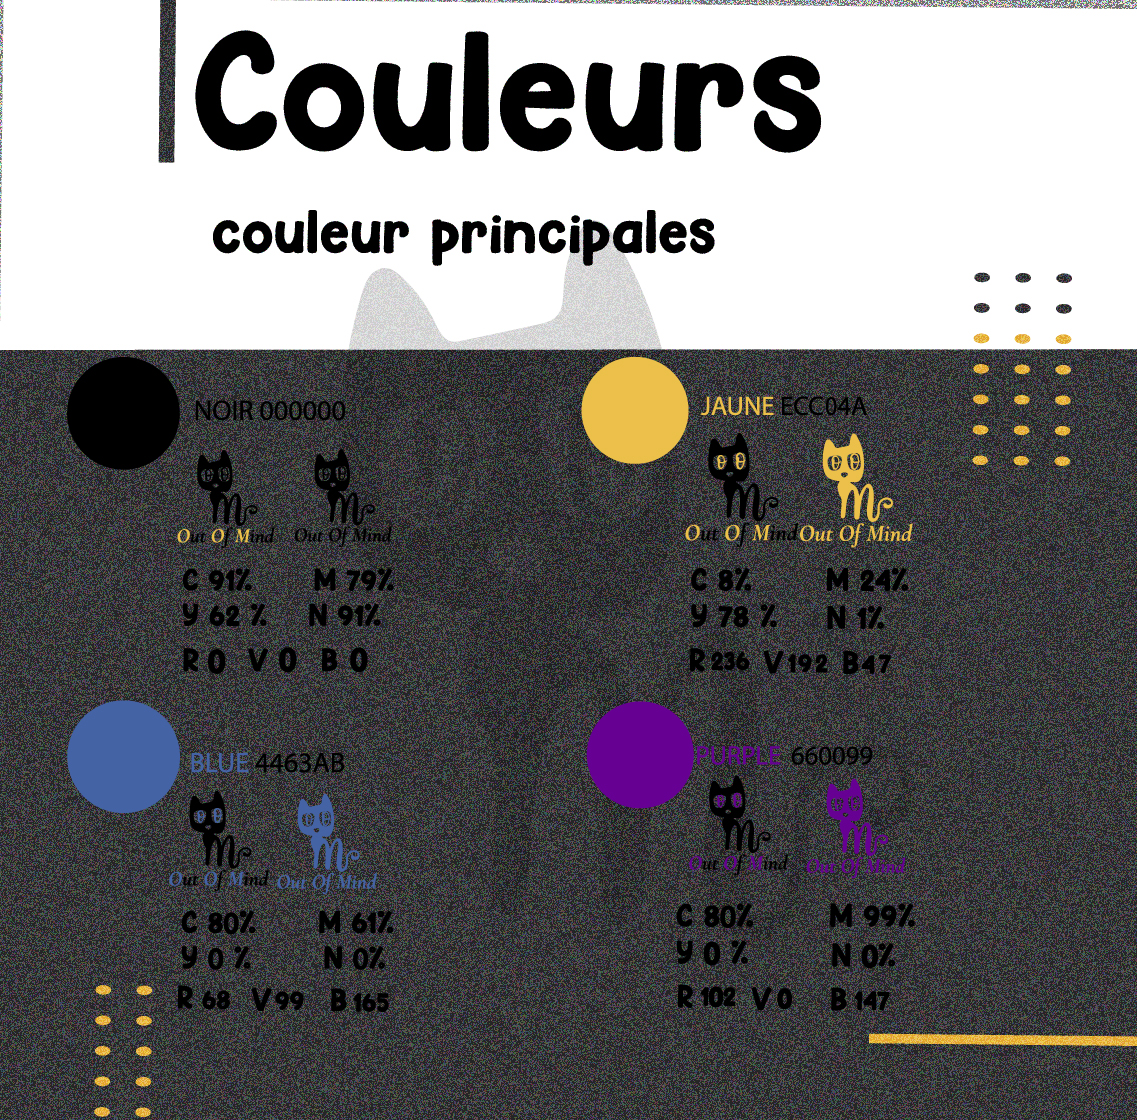 Couleurs
couleur principales
NOIR 000000
Out Of Mind Out Of Mind
C 91% M 79%
Y 62 % N 91%
R 0 V 0 B 0
JAUNE ECC04A
Out Of Mind Out Of Mind
C 8% M 24%
Y 78 % N 1%
R 236 V 192 B 47
BLUE 4463AB
Out Of Mind Out Of Mind
C 80% M 61%
Y 0 % N 0%
R 68 V 99 B 165
PURPLE 660099
Out Of Mind Out Of Mind
C 80% M 99%
Y 0 % N 0%
R 102 V 0 B 147